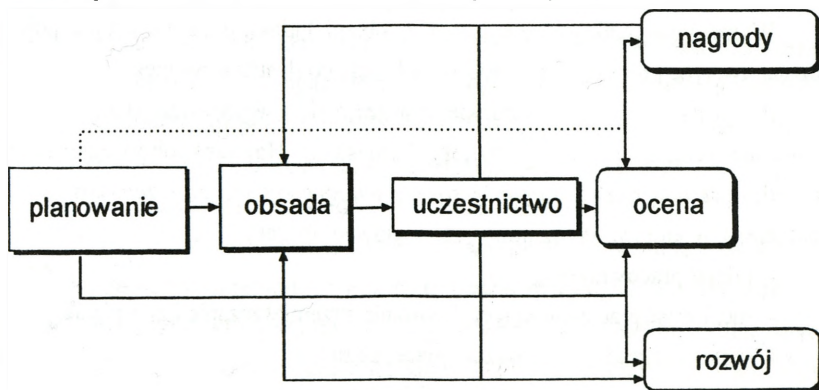 nagrody
planowanie
obsada
uczestnictwo
ocena
rozwój